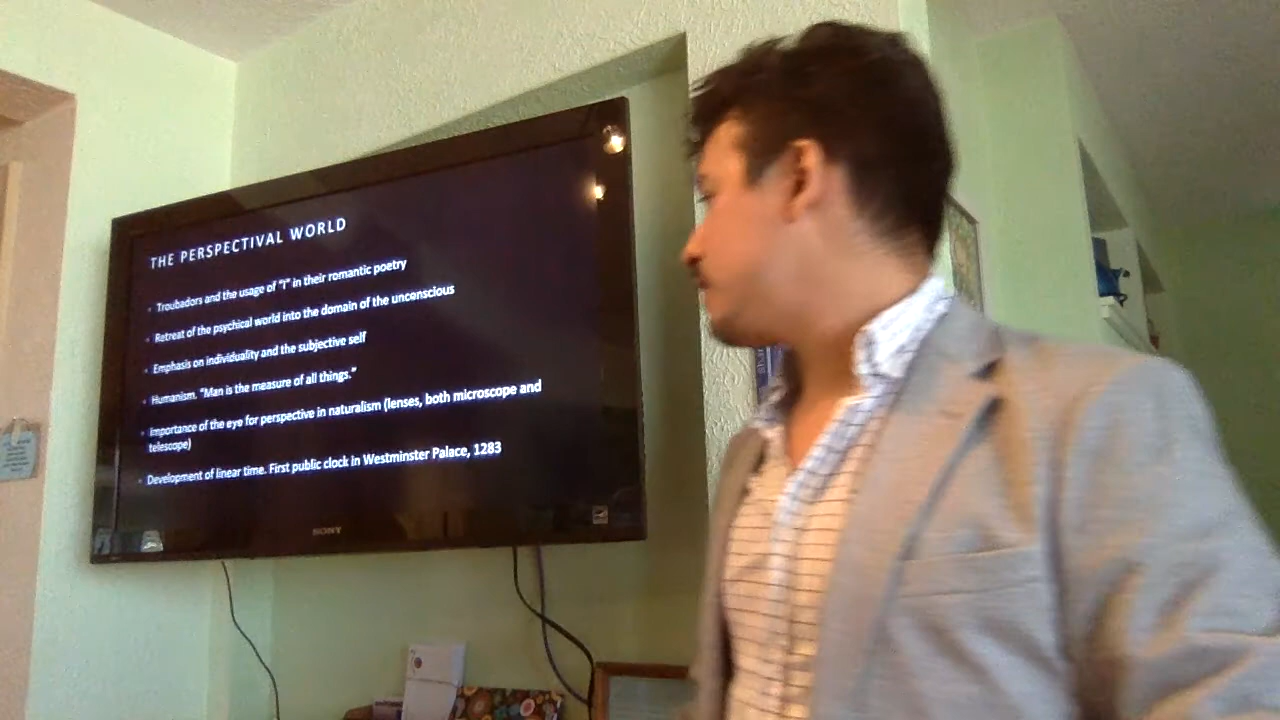 THE PERSPECTIVAL WORLD
Troubadors and the usage of "I" in their romantic poetry
Retreat of the psychical world into the domain of the uncenscious
Emphasis on individuality and the subjective self
Humanism. "Man is the measure of all things."
Importance of the eye for perspective in naturalism (lenses, both microscope and
telescope)
Development of linear time. First public clock in Westminster Palace, 1283
SONY